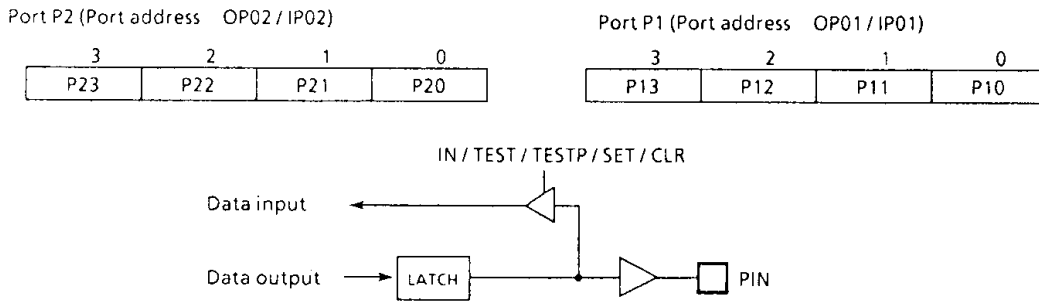 Port P2 (Port address OP02 / IP02)
3 2 1 0
P23 P22 P21 P20
Port P1 (Port address OP01 / IP01)
3 2 1 0
P13 P12 P11 P10
IN / TEST / TESTP / SET / CLR
Data input
Data output LATCH PIN